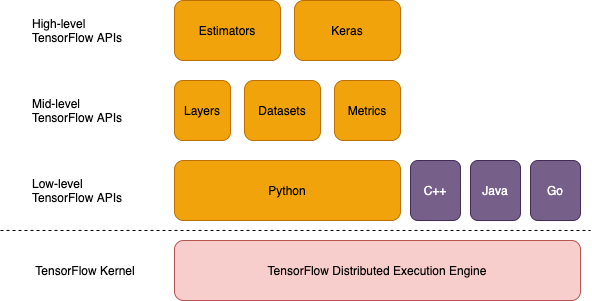 High-level
TensorFlow APIs
Estimators
Keras
Mid-level
TensorFlow APIs
Layers
Datasets
Metrics
Low-level
TensorFlow APIs
Python
C++
Java
Go
TensorFlow Kernel
TensorFlow Distributed Execution Engine